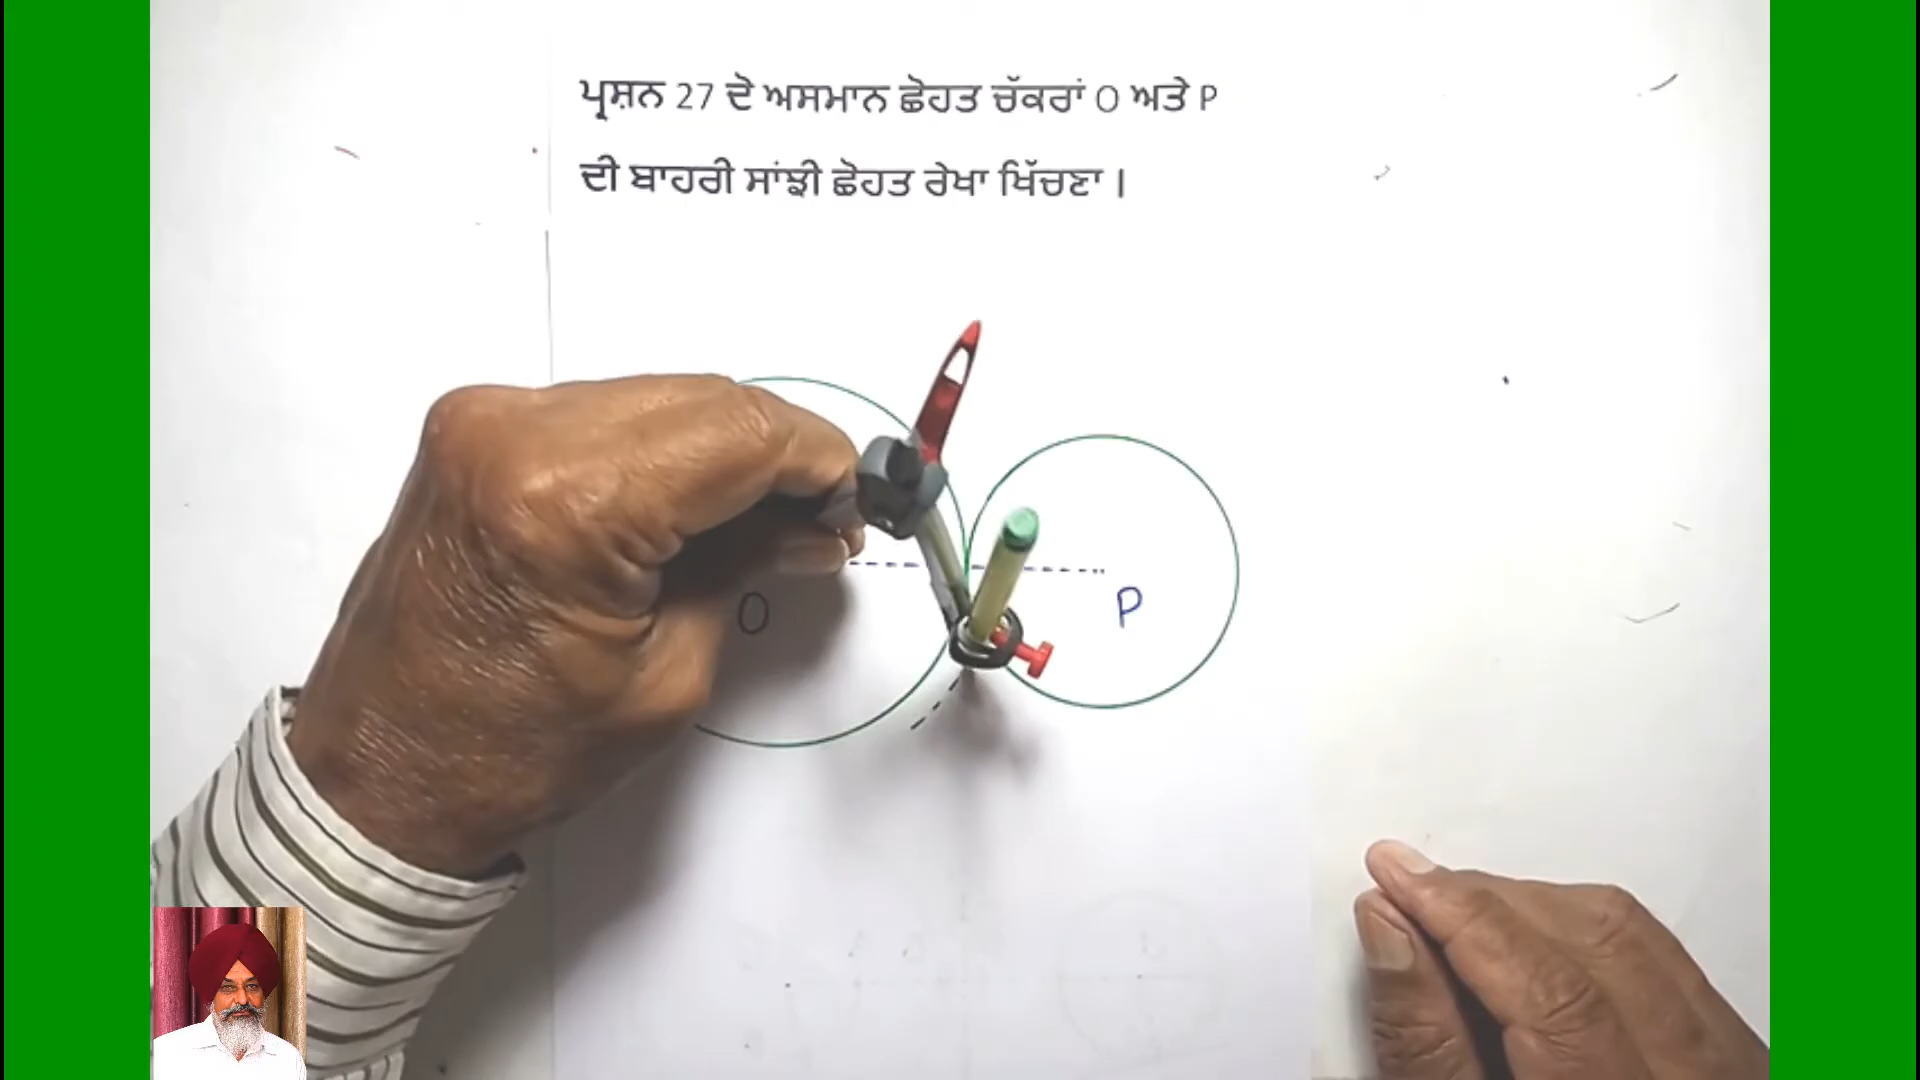 ਪ੍ਰਸ਼ਨ 27 ਦੋ ਅਸਮਾਨ ਛੋਹਤ ਚੱਕਰਾਂ O ਅਤੇ P
ਦੀ ਬਾਹਰੀ ਸਾਂਝੀ ਛੋਹਤ ਰੇਖਾ ਖਿੱਚਣਾ ।
O
P